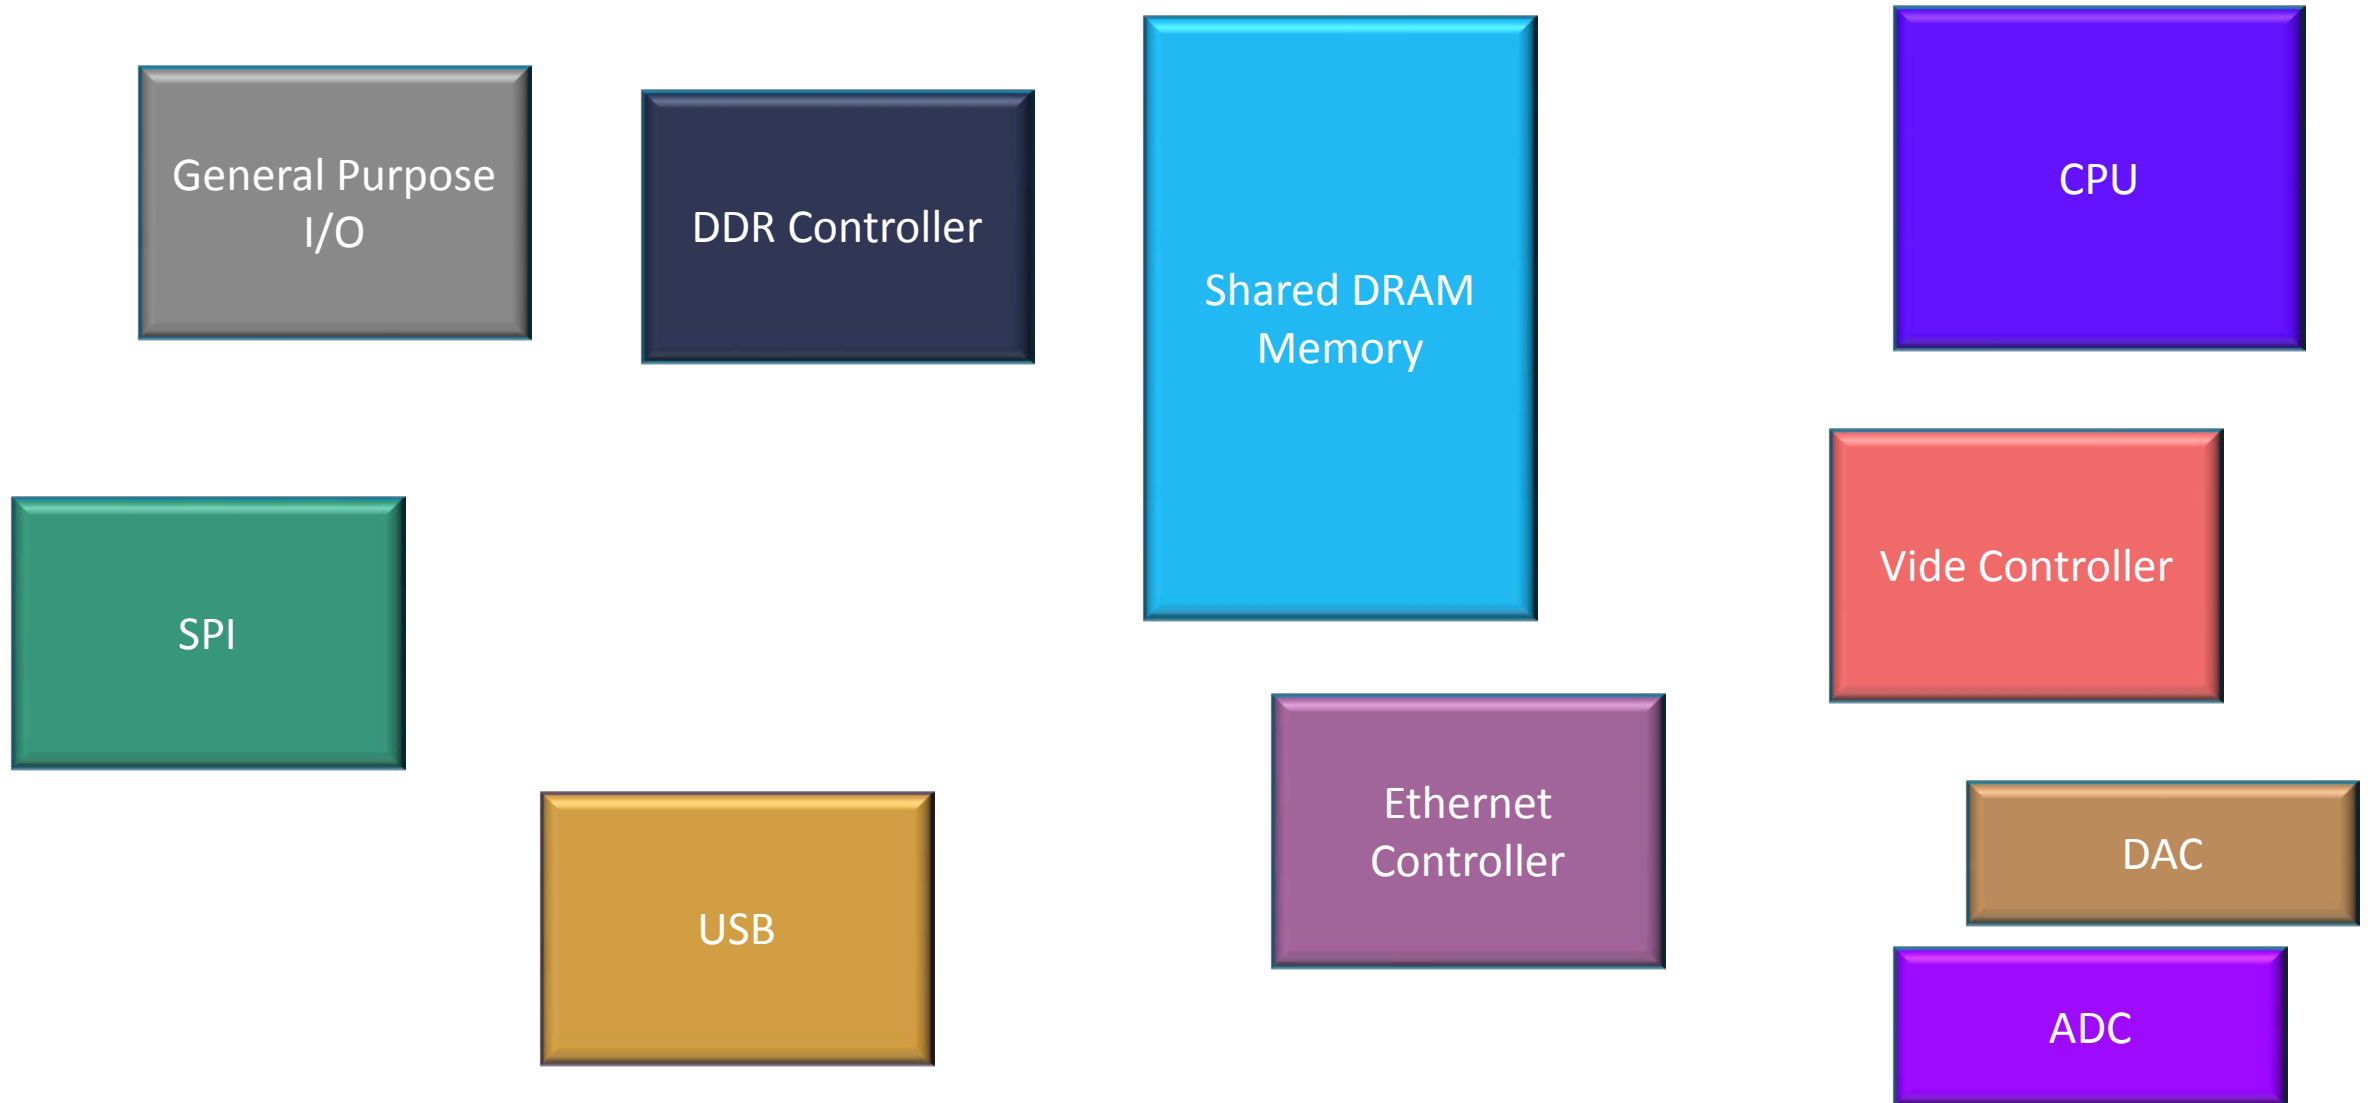 General Purpose
I/O
DDR Controller
Shared DRAM
Memory
CPU
SPI
Vide Controller
USB
Ethernet
Controller
DAC
ADC